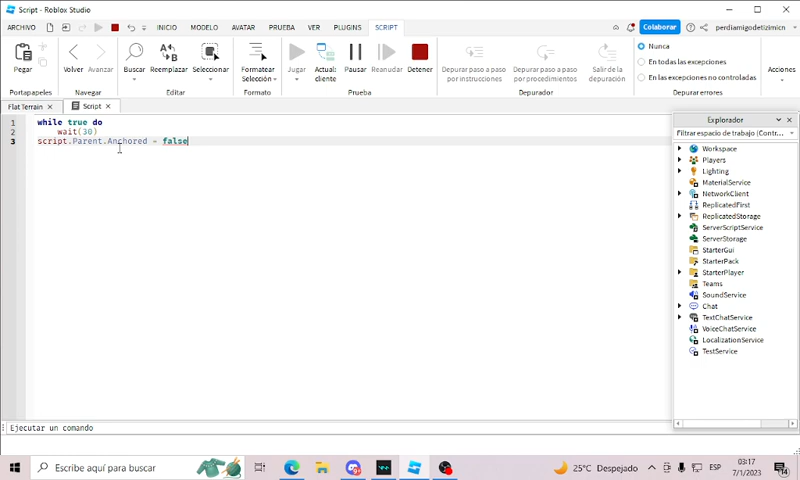 Script - Roblox Studio
ARCHIVO
INICIO
MODELO
AVATAR
PRUEBA
VER
PLUGINS
SCRIPT
Colaborar
perdiamigodetizimicn
Pegar
Volver
Avanzar
Buscar
Reemplazar
Seleccionar
Formatear
Selección
Jugar
Actual:
cliente
Pausar
Reanudar
Detener
Depurar paso a paso
por instrucciones
Depurar paso a paso
por procedimientos
Salir de la
depuración
Nunca
En todas las excepciones
En las excepciones no controladas
Acciones
Portapapeles
Navegar
Editar
Formato
Prueba
Depurador
Depurar errores
Flat Terrain
Script
1 while true do
2 wait(30)
3 script.Parent.Anchored = false
Explorador
Filtrar espacio de trabajo (Contr...
Workspace
Players
Lighting
MaterialService
NetworkClient
ReplicatedFirst
ReplicatedStorage
ServerScriptService
ServerStorage
StarterGui
StarterPack
StarterPlayer
Teams
SoundService
Chat
TextChatService
VoiceChatService
LocalizationService
TestService
Ejecutar un comando
Escribe aquí para buscar
25°C Despejado
ESP
03:17
7/1/2023
14